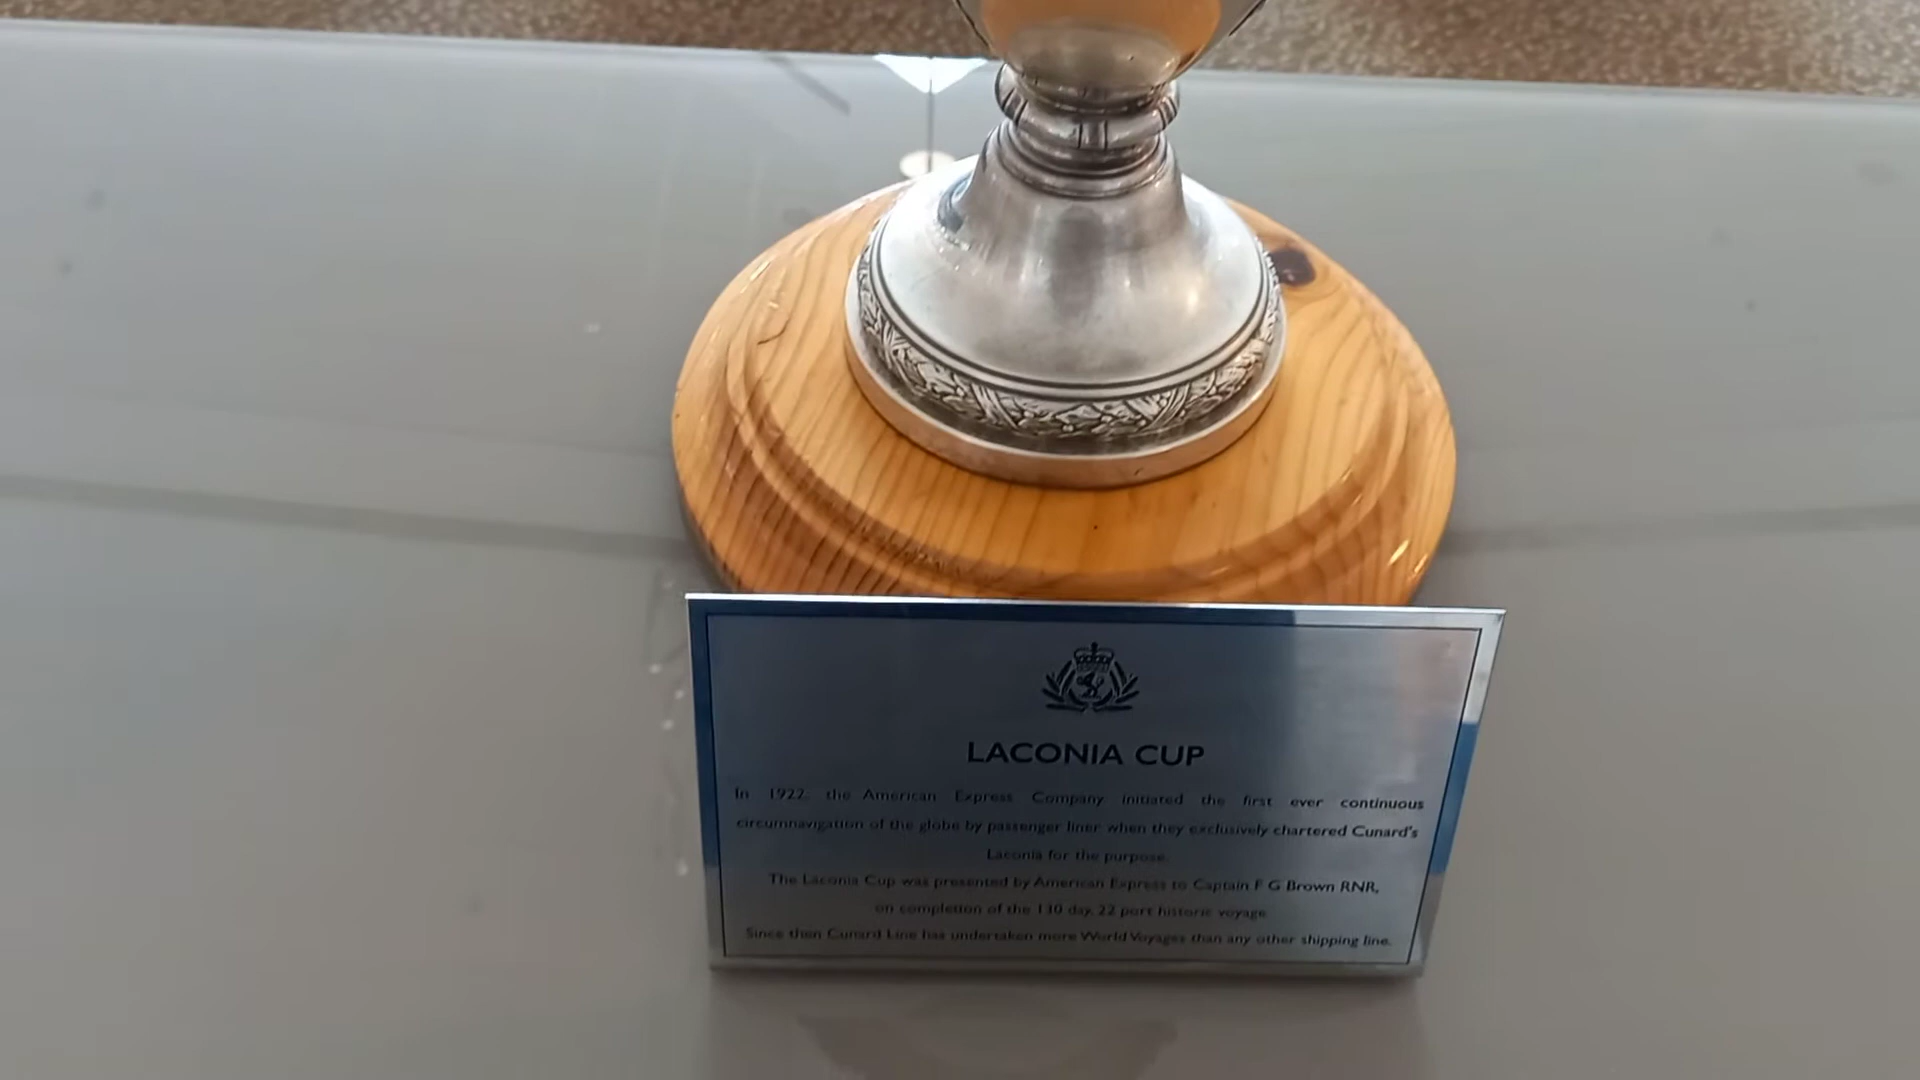 LACONIA CUP
In 1922, the American Express Company initiated the first ever continuous
circumnavigation of the globe by passenger liner when they exclusively chartered Cunard's
Laconia for the purpose.
The Laconia Cup was presented by American Express to Captain F G Brown RNR,
on completion of the 130 day, 22 port historic voyage
Since then Cunard Line has undertaken more World Voyages than any other shipping line.